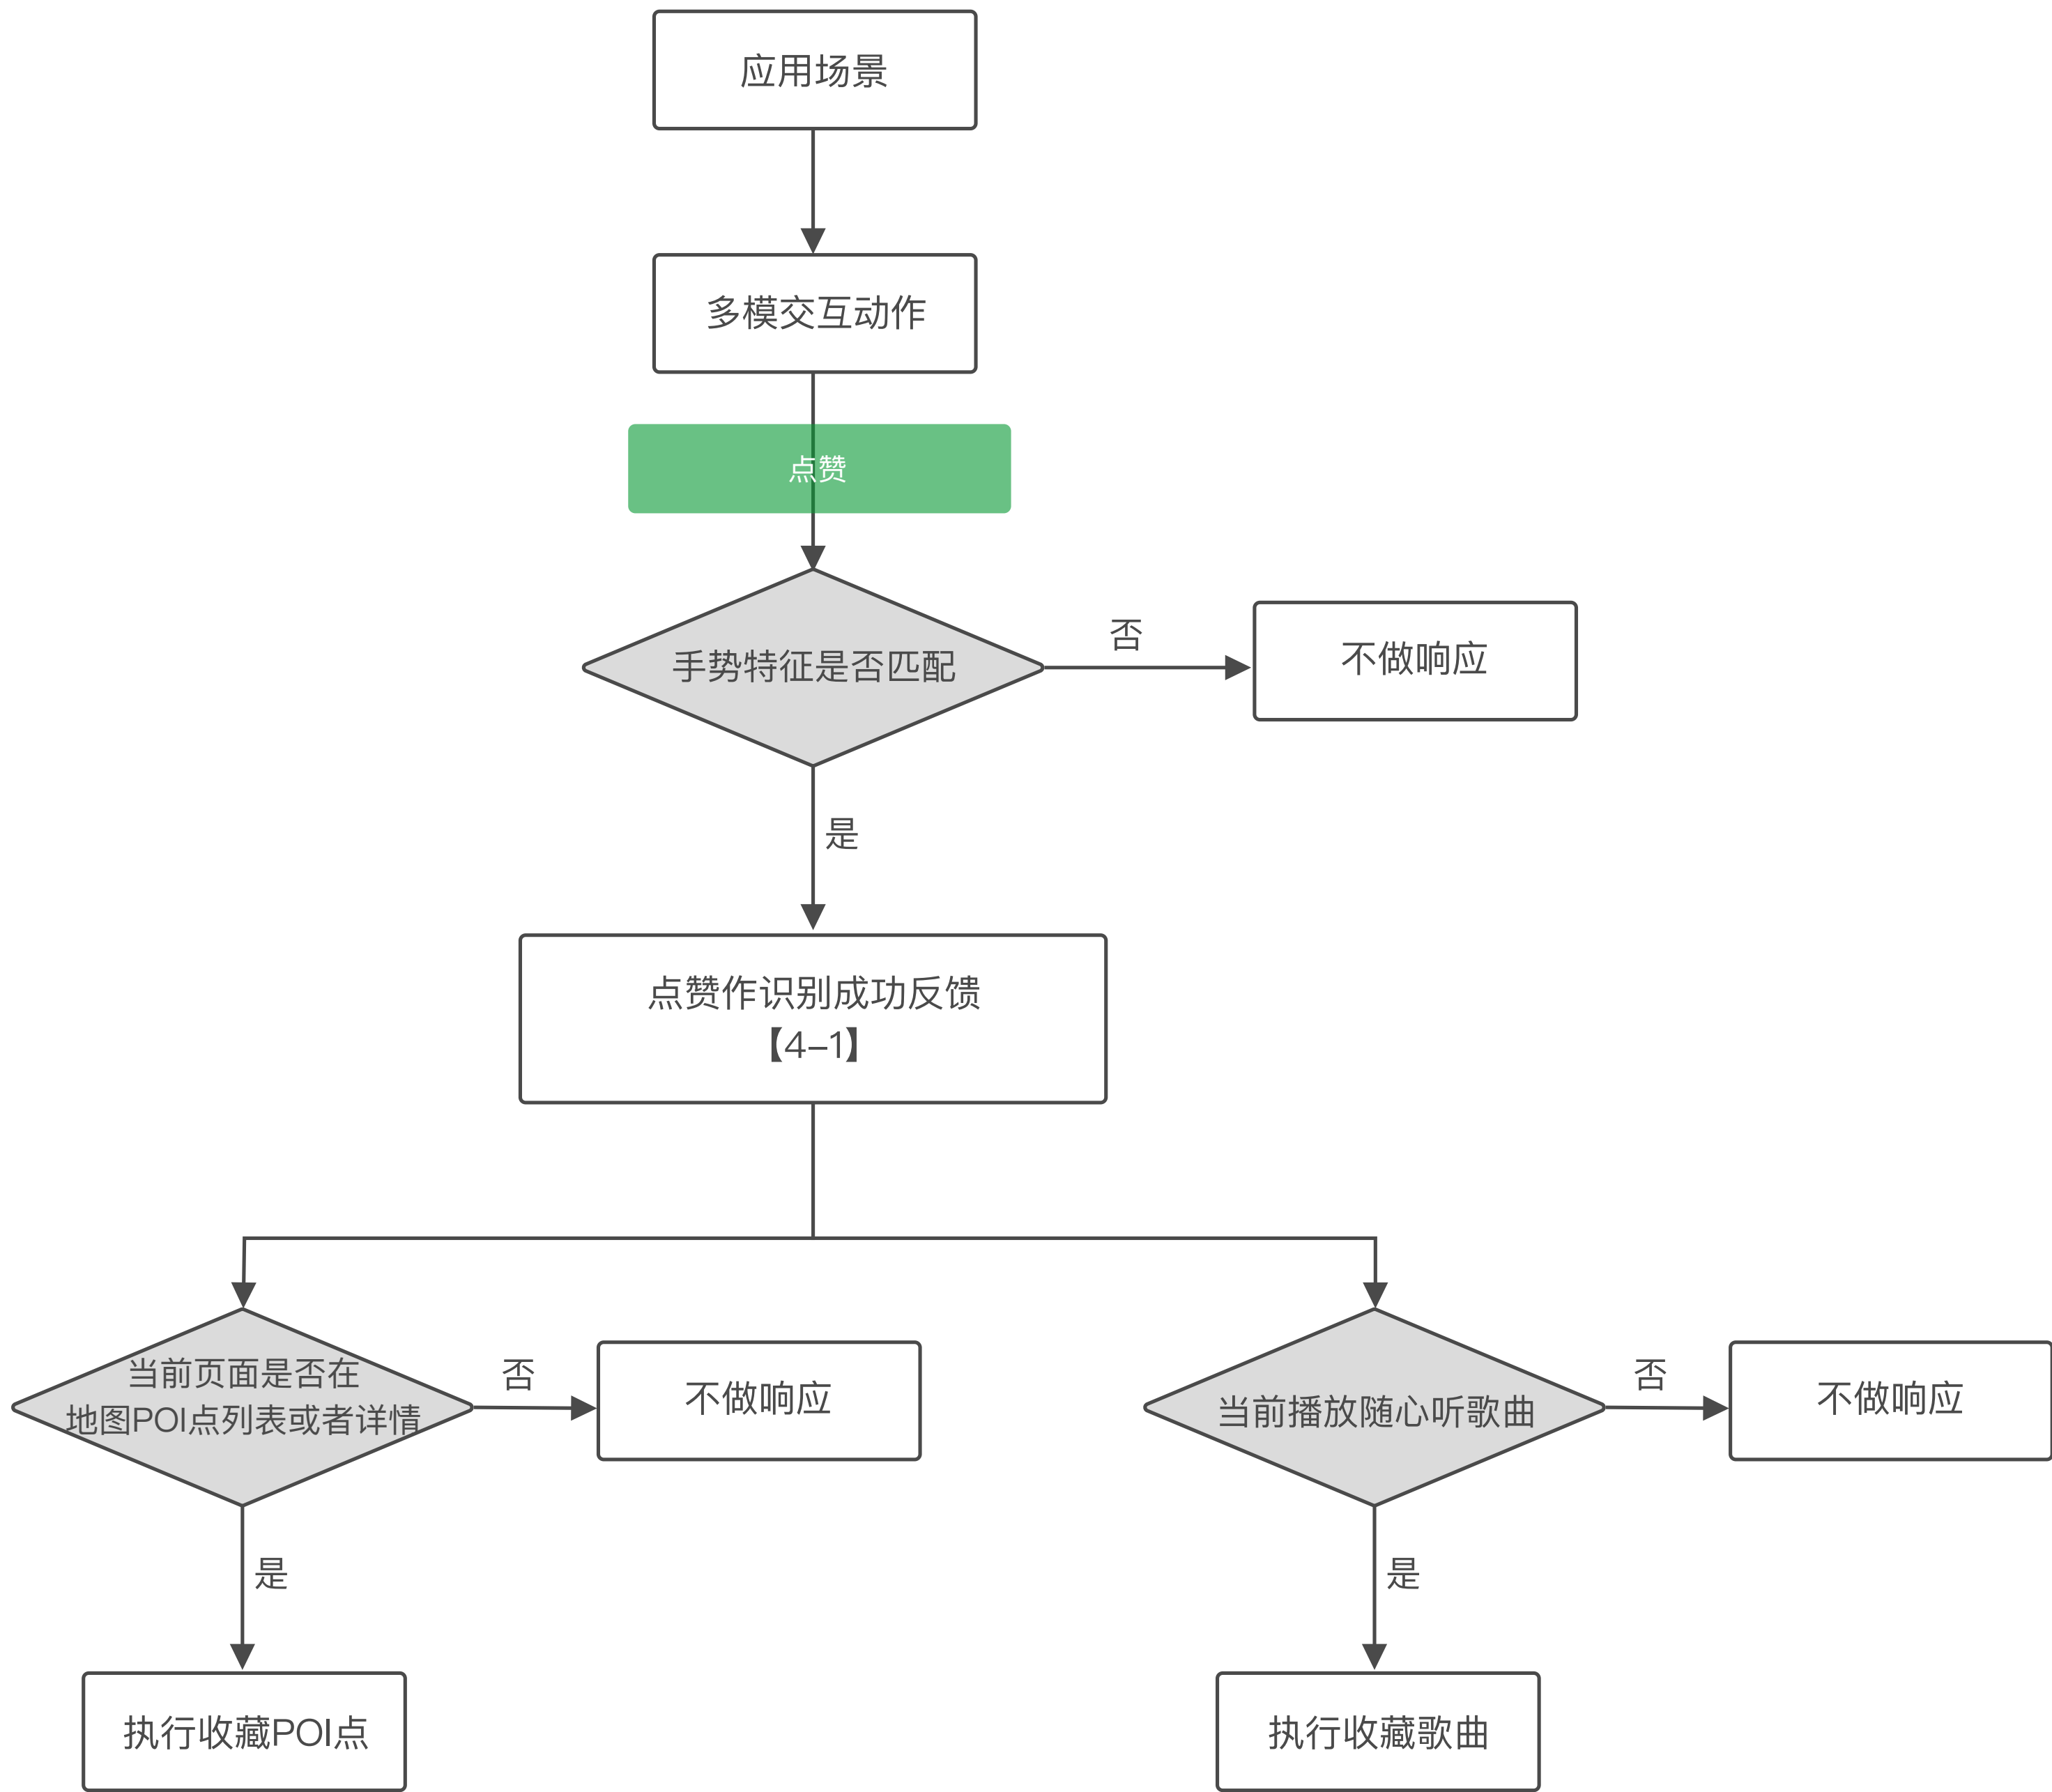 应用场景
多模交互动作
点赞
手势特征是否匹配
否
不做响应
是
点赞作识别成功反馈
【4-1】
当前页面是否在
地图POI点列表或者详情
否
不做响应
当前播放随心听歌曲
否
不做响应
是
是
执行收藏POI点
执行收藏歌曲